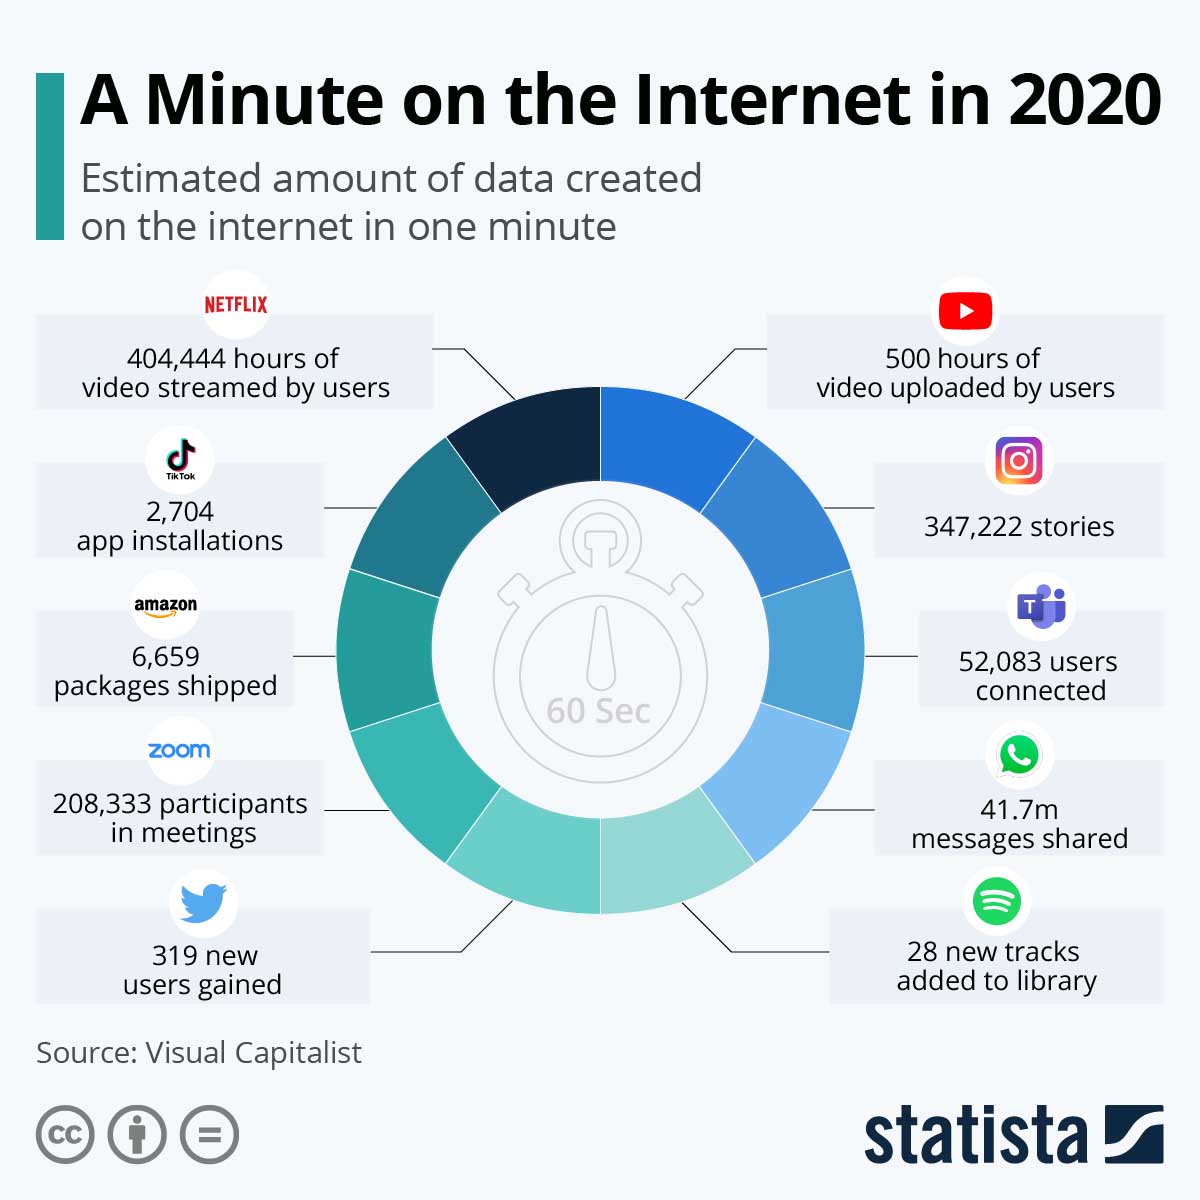 A Minute on the Internet in 2020
Estimated amount of data created
on the internet in one minute
NETFLIX
404,444 hours of
video streamed by users
500 hours of
video uploaded by users
TikTok
2,704
app installations
347,222 stories
amazon
6,659
packages shipped
T
52,083 users
connected
zoom
208,333 participants
in meetings
41.7m
messages shared
319 new
users gained
28 new tracks
added to library
60 Sec
Source: Visual Capitalist
cc
statista